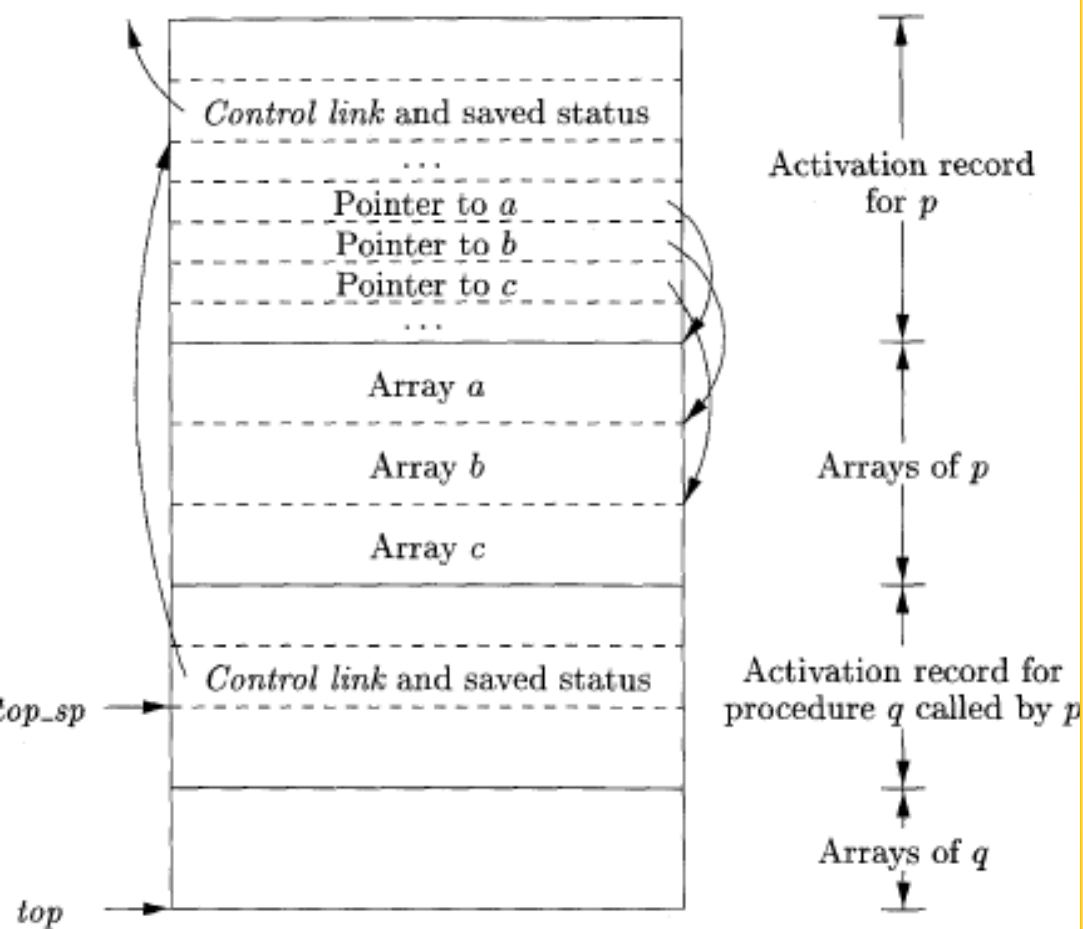 Control link and saved status
...
Pointer to a
Pointer to b
Pointer to c
...
Array a
Array b
Array c
Control link and saved status
top_sp
top
Activation record
for p
Arrays of p
Activation record for
procedure q called by p
Arrays of q